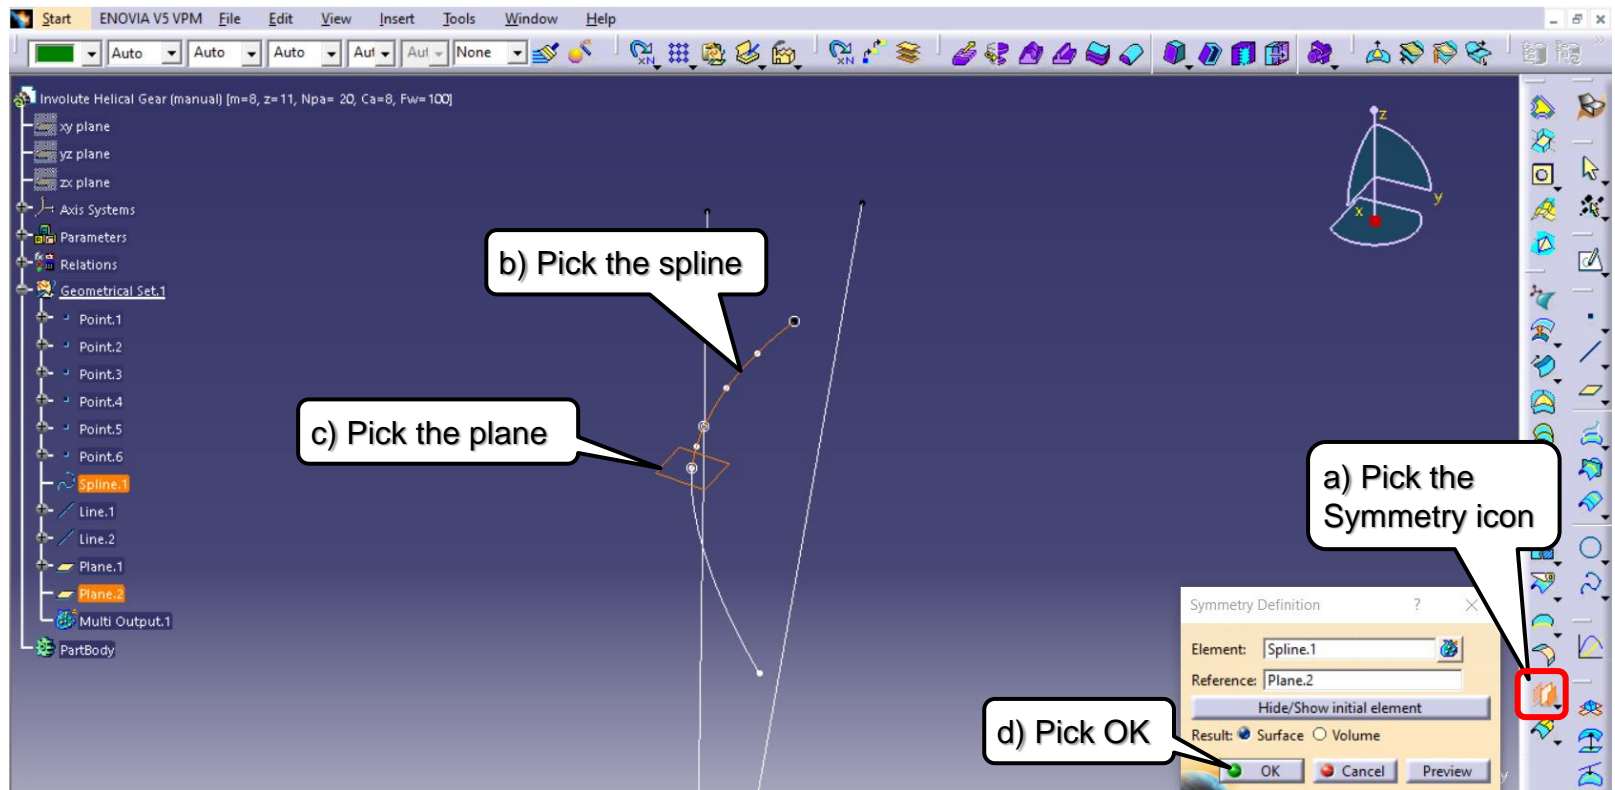 Start ENOVIA V5 VPM File Edit View Insert Tools Window Help
Auto Auto Auto Aut Aut None
Involute Helical Gear (manual) [m=8, z=11, Npa= 20, Ca=8, Fw=100]
xy plane
yz plane
zx plane
Axis Systems
Parameters
Relations
Geometrical Set.1
Point.1
Point.2
Point.3
Point.4
Point.5
Point.6
Spline.1
Line.1
Line.2
Plane.1
Plane.2
Multi Output.1
PartBody
z
y
x
b) Pick the spline
c) Pick the plane
a) Pick the
Symmetry icon
d) Pick OK
Symmetry Definition ? ×
Element: Spline.1
Reference: Plane.2
Hide/Show initial element
Result: Surface Volume
OK Cancel Preview
y